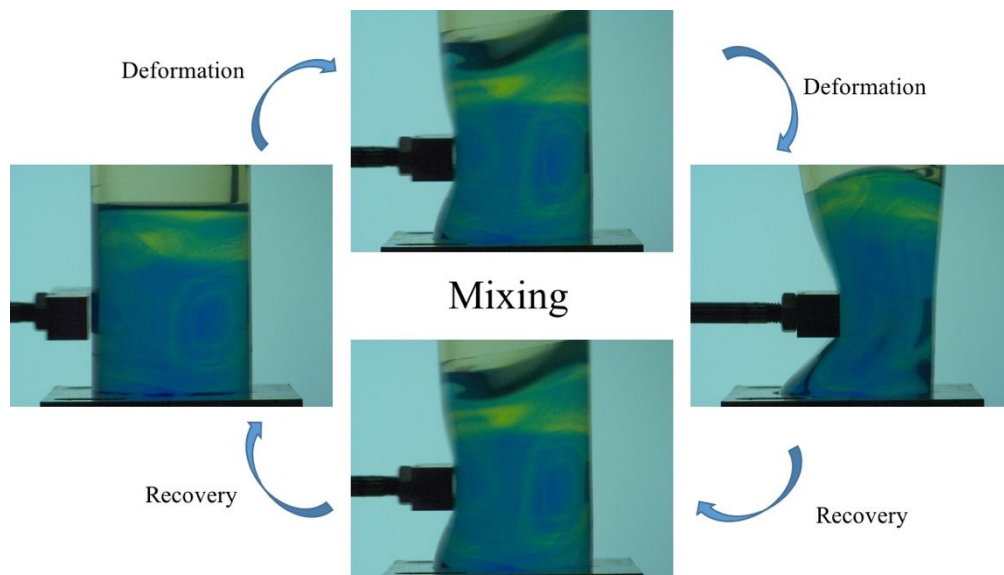 Deformation
Deformation
Mixing
Recovery
Recovery